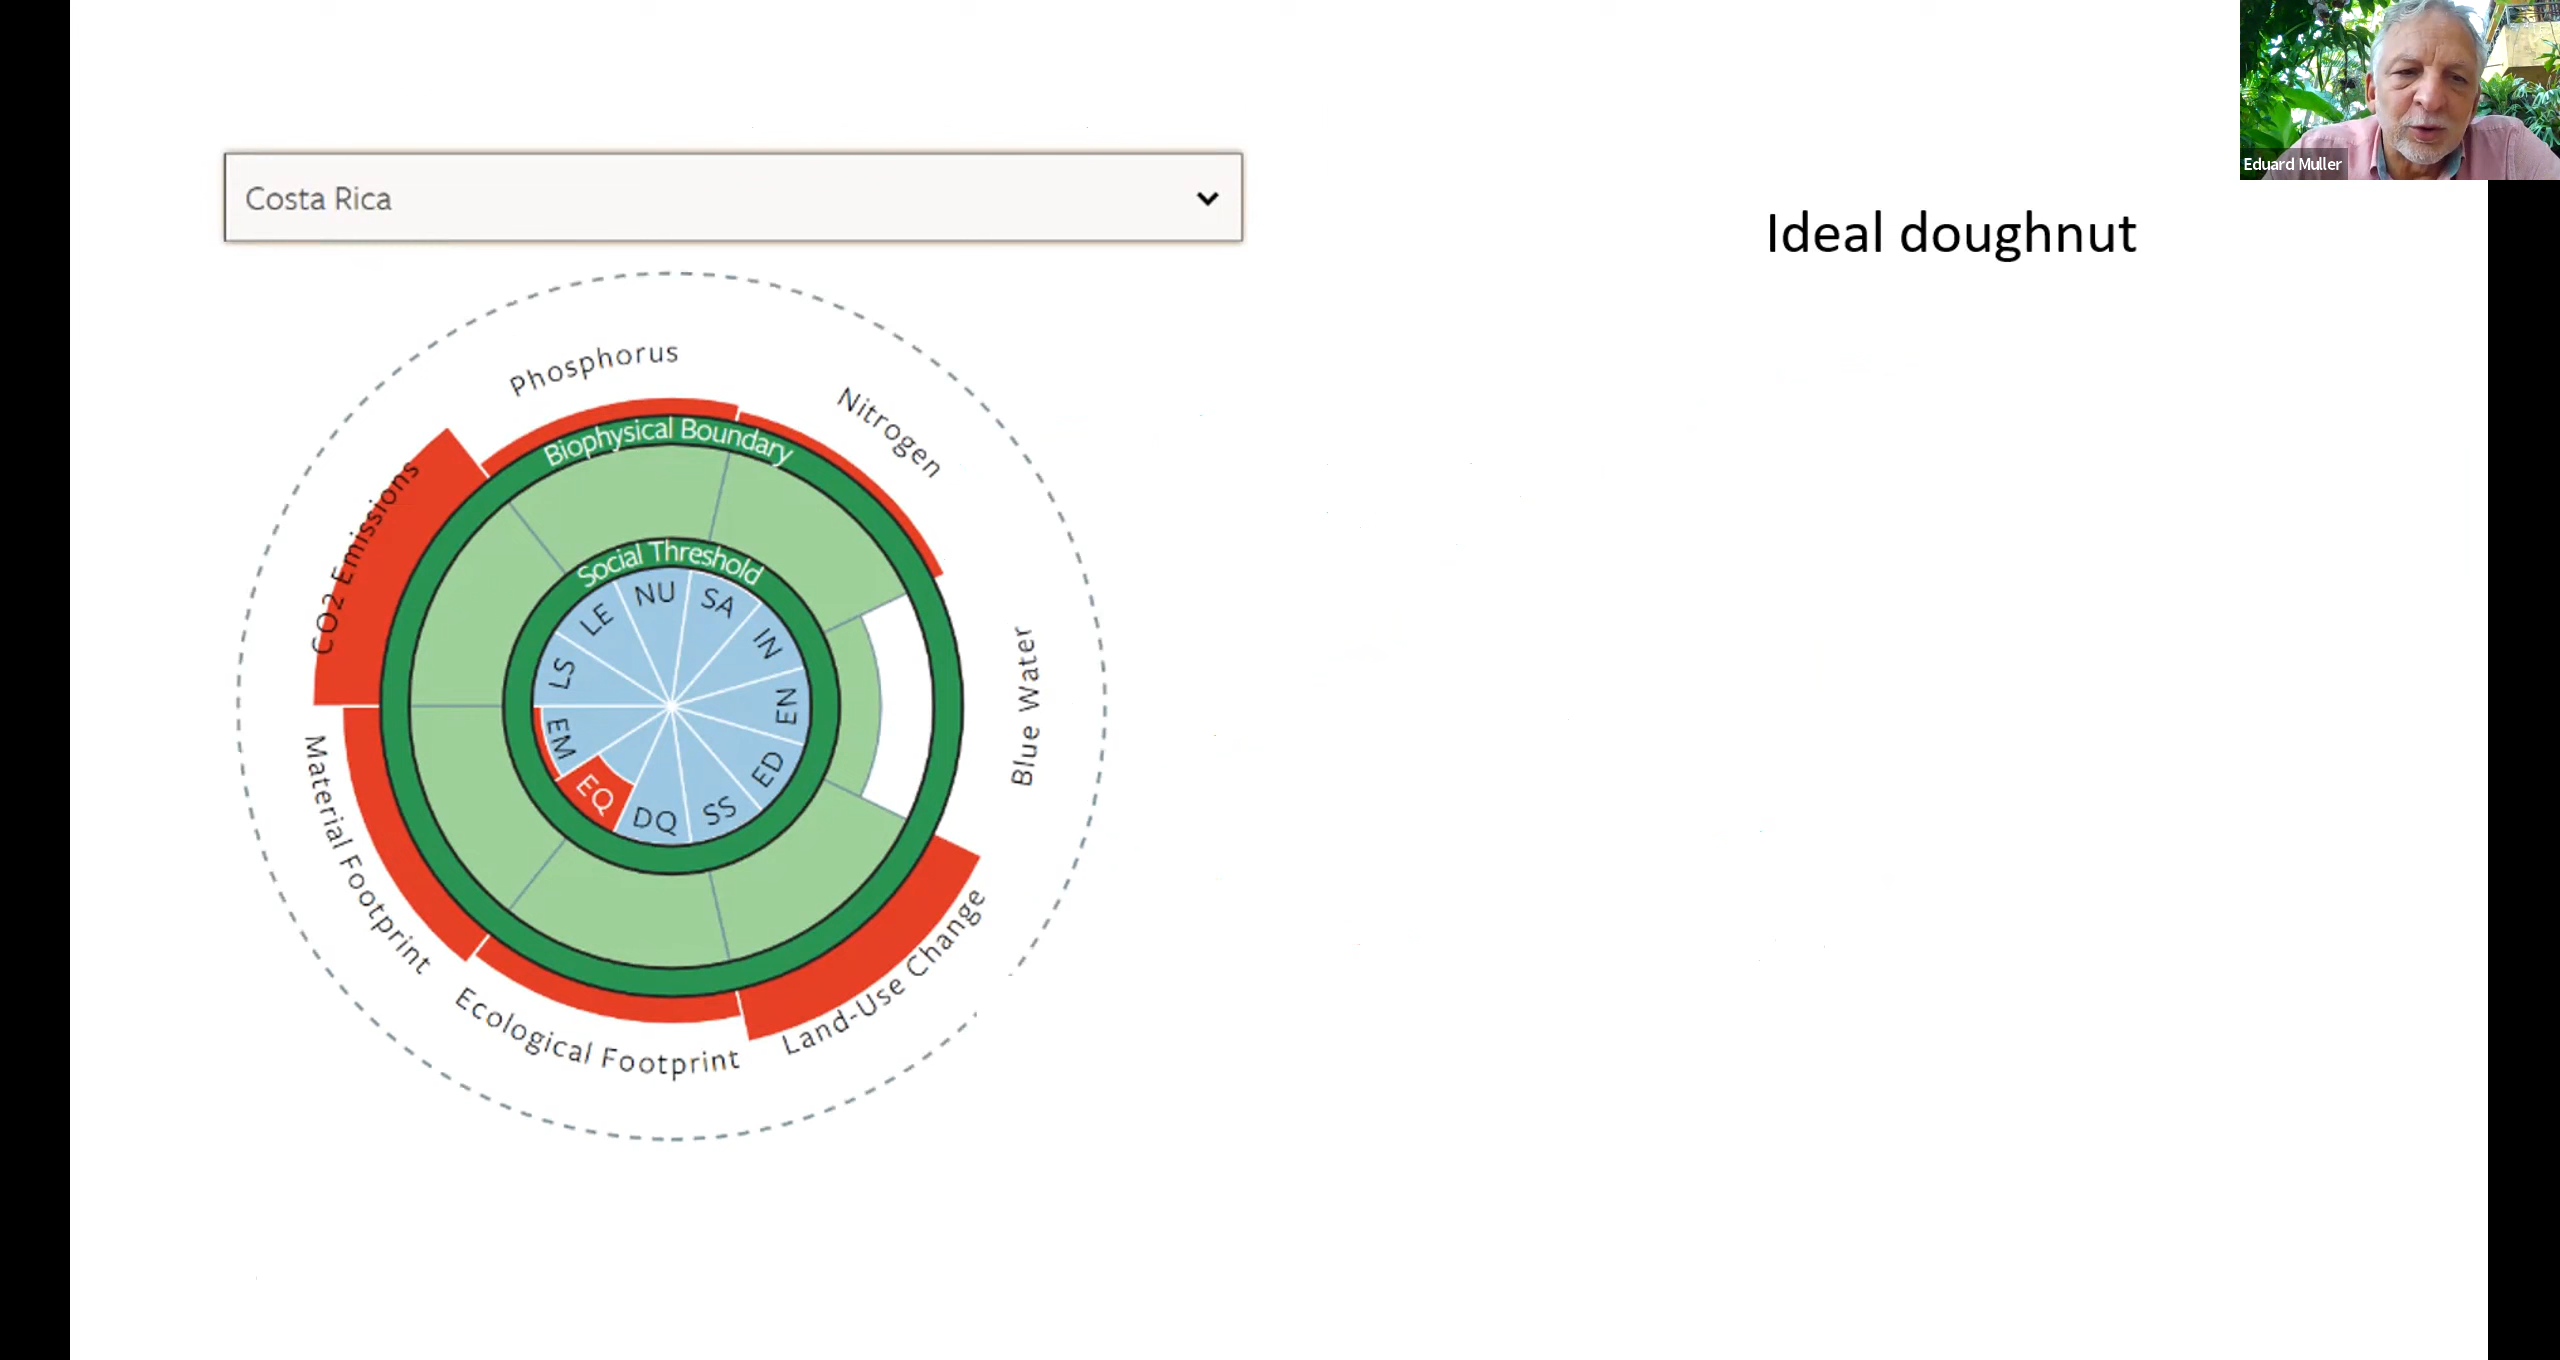 Eduard Muller
Costa Rica
Ideal doughnut
Phosphorus
Nitrogen
Biophysical Boundary
CO2 Emissions
Social Threshold
NU
SA
LE
IN
LS
EN
Blue Water
EM
ED
EQ
DQ
SS
Material Footprint
Land-Use Change
Ecological Footprint